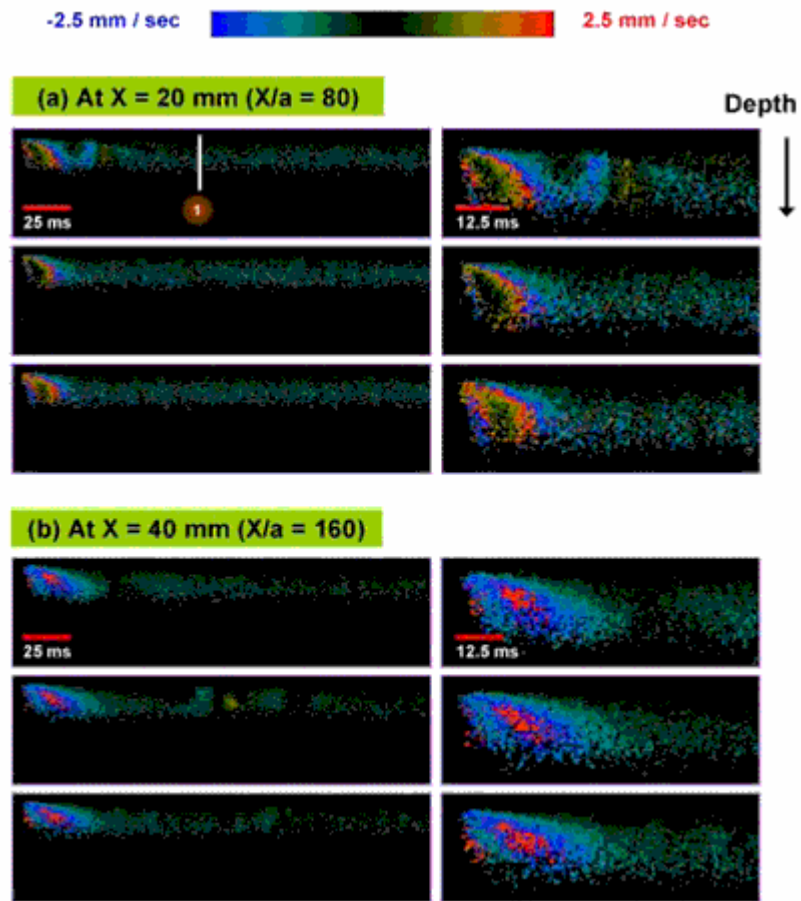 -2.5 mm / sec
2.5 mm / sec
(a) At X = 20 mm (X/a = 80)
Depth
1
25 ms
12.5 ms
(b) At X = 40 mm (X/a = 160)
25 ms
12.5 ms